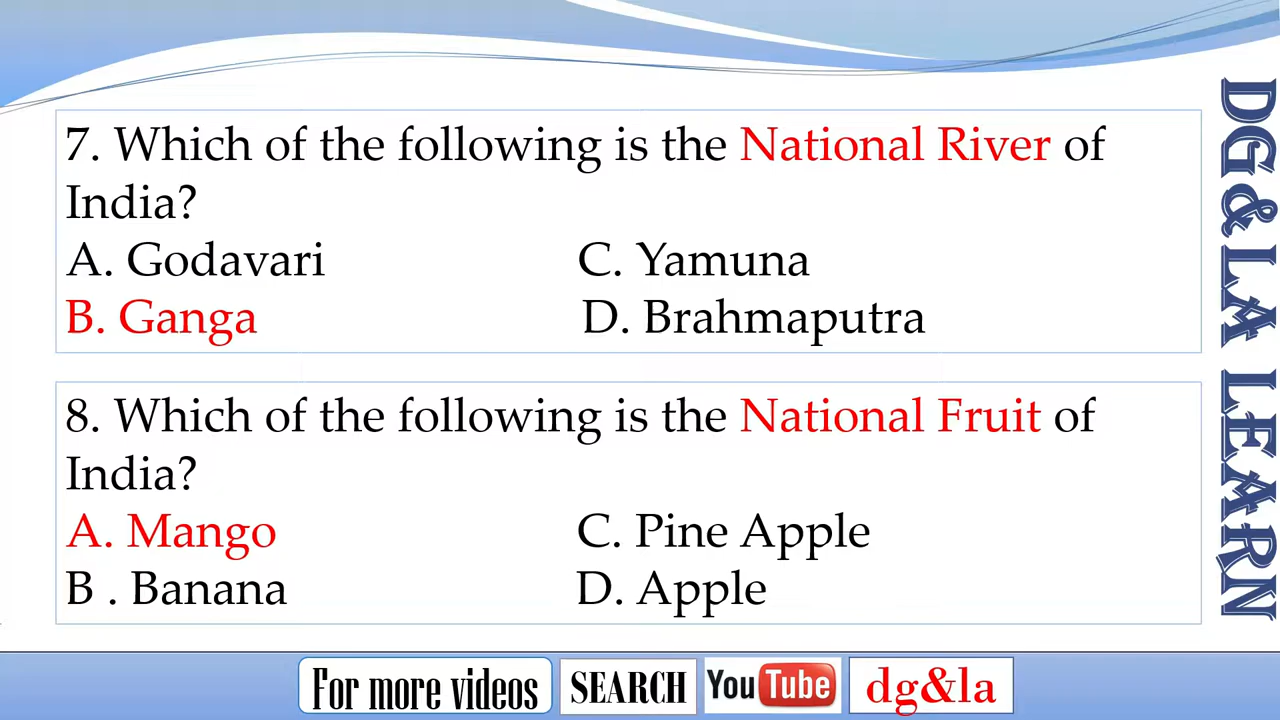 7. Which of the following is the National River of
India?
A. Godavari C. Yamuna
B. Ganga D. Brahmaputra
8. Which of the following is the National Fruit of
India?
A. Mango C. Pine Apple
B . Banana D. Apple
DG&LA LEARN
For more videos SEARCH YouTube dg&la